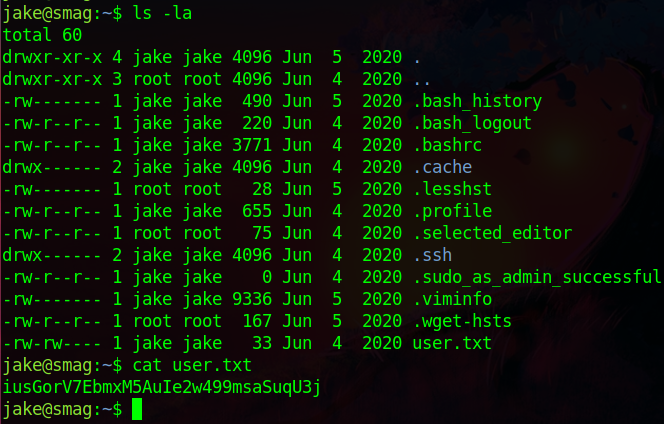 jake@smag:~$ ls -la
total 60
drwxr-xr-x 4 jake jake 4096 Jun  5  2020 .
drwxr-xr-x 3 root root 4096 Jun  4  2020 ..
-rw------- 1 jake jake  490 Jun  5  2020 .bash_history
-rw-r--r-- 1 jake jake  220 Jun  4  2020 .bash_logout
-rw-r--r-- 1 jake jake 3771 Jun  4  2020 .bashrc
drwx------ 2 jake jake 4096 Jun  4  2020 .cache
-rw------- 1 root root   28 Jun  5  2020 .lesshst
-rw-r--r-- 1 jake jake  655 Jun  4  2020 .profile
-rw-r--r-- 1 root root   75 Jun  4  2020 .selected_editor
drwx------ 2 jake jake 4096 Jun  4  2020 .ssh
-rw-r--r-- 1 jake jake    0 Jun  4  2020 .sudo_as_admin_successful
-rw------- 1 jake jake 9336 Jun  5  2020 .viminfo
-rw-r--r-- 1 root root  167 Jun  5  2020 .wget-hsts
-rw-rw---- 1 jake jake   33 Jun  4  2020 user.txt
jake@smag:~$ cat user.txt
iusGorV7EbmxM5AuIe2w499msaSuqU3j
jake@smag:~$